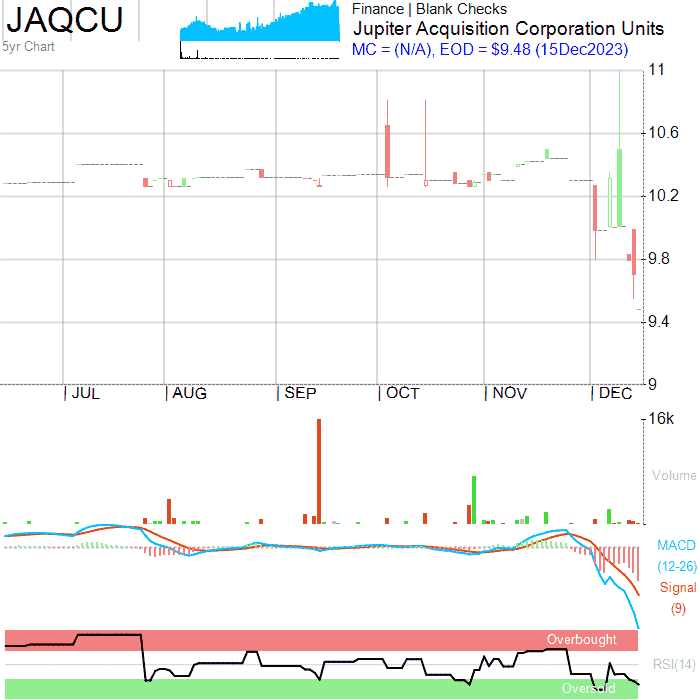 JAQCU
5yr Chart
Finance | Blank Checks
Jupiter Acquisition Corporation Units
MC = (N/A), EOD = $9.48 (15Dec2023)
11
10.6
10.2
9.8
9.4
9
JUL AUG SEP OCT NOV DEC
16k
Volume
MACD
(12-26)
Signal
(9)
Overbought
RSI(14)
Oversold